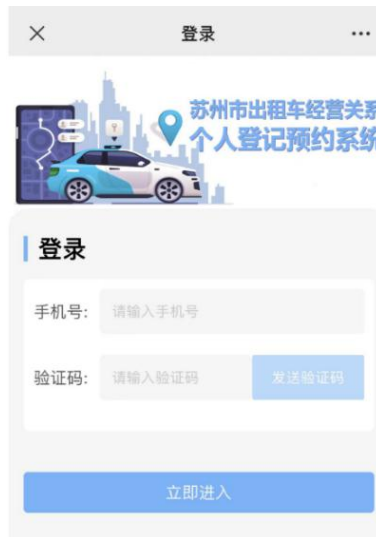 登录
苏州市出租车经营关系
个人登记预约系统
登录
手机号: 请输入手机号
验证码: 请输入验证码 发送验证码
立即进入